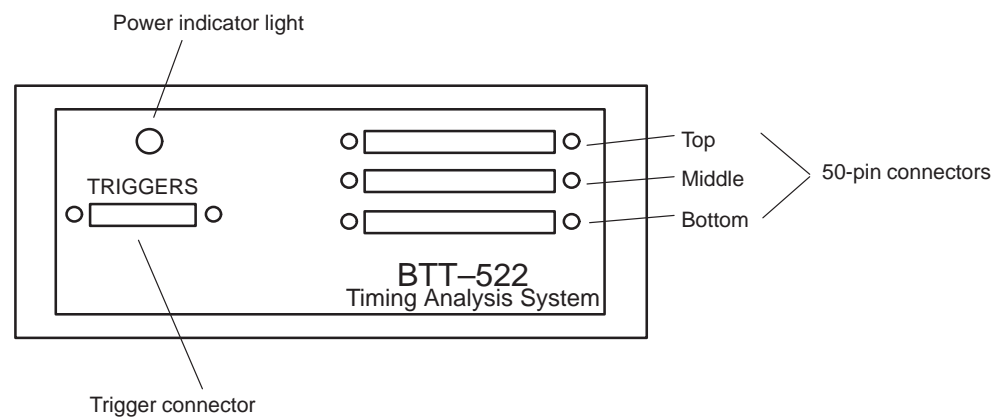 Power indicator light
Top
Middle
Bottom
50-pin connectors
TRIGGERS
BTT–522
Timing Analysis System
Trigger connector